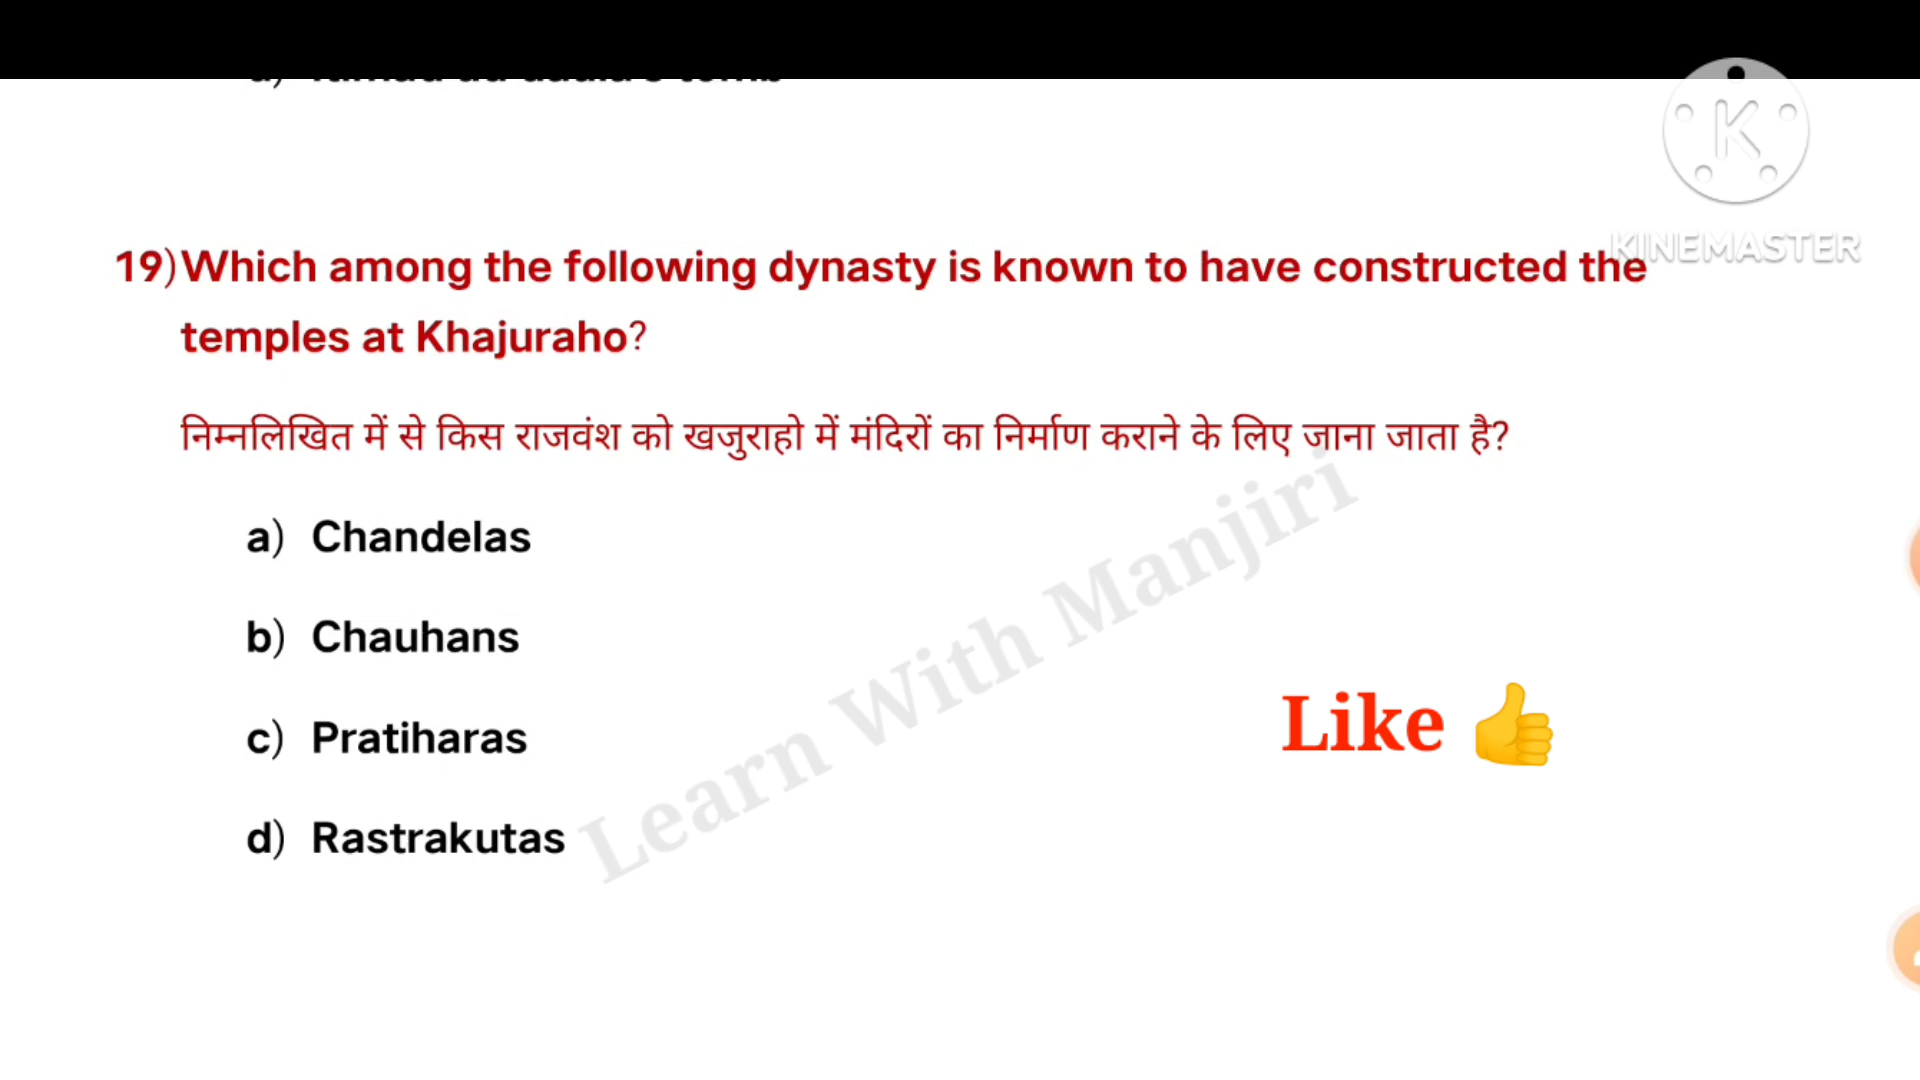 KINEMASTER
19) Which among the following dynasty is known to have constructed the
temples at Khajuraho?
निम्नलिखित में से किस राजवंश को खजुराहो में मंदिरों का निर्माण कराने के लिए जाना जाता है?
a) Chandelas
b) Chauhans
c) Pratiharas
d) Rastrakutas
Like 👍
Learn With Manjiri